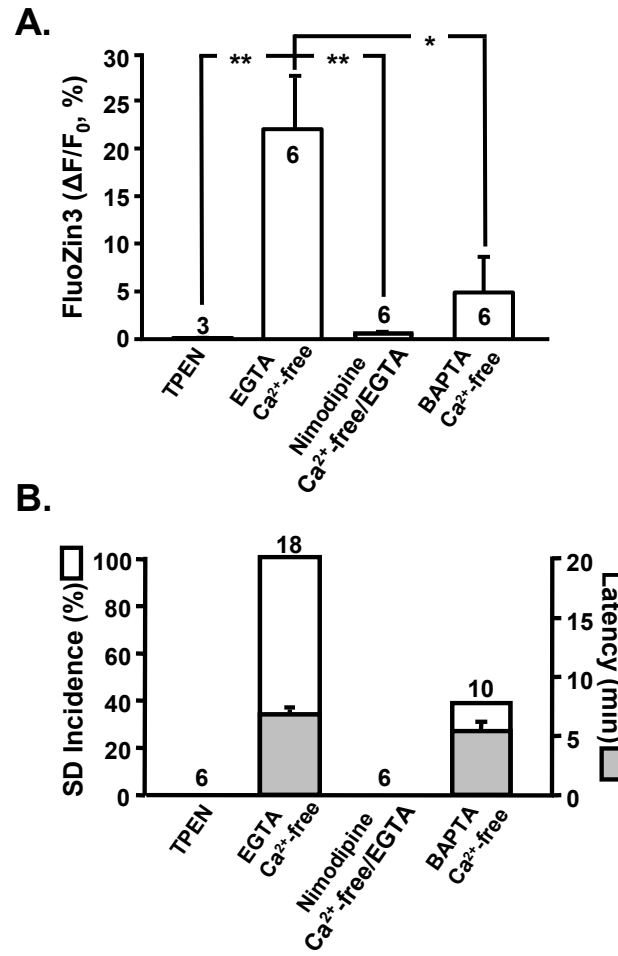 A.
FluoZin3 (ΔF/F₀, %)
30
25
20
15
10
5
0
**
**
*
3
6
6
6
TPEN
EGTA
Ca²⁺-free
Nimodipine
Ca²⁺-free/EGTA
BAPTA
Ca²⁺-free
B.
SD Incidence (%)
100
80
60
40
20
0
6
18
6
10
20
15
10
5
0
Latency (min)
TPEN
EGTA
Ca²⁺-free
Nimodipine
Ca²⁺-free/EGTA
BAPTA
Ca²⁺-free